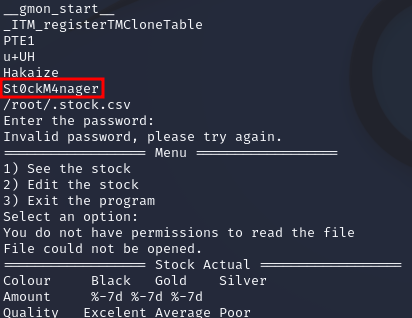 __gmon_start__
_ITM_registerTMCloneTable
PTE1
u+UH
Hakaize
St0ckM4nager
/root/.stock.csv
Enter the password:
Invalid password, please try again.
================== Menu ==================
1) See the stock
2) Edit the stock
3) Exit the program
Select an option:
You do not have permissions to read the file
File could not be opened.
================== Stock Actual ==================
Colour     Black   Gold    Silver
Amount     %-7d %-7d %-7d
Quality   Excelent Average Poor